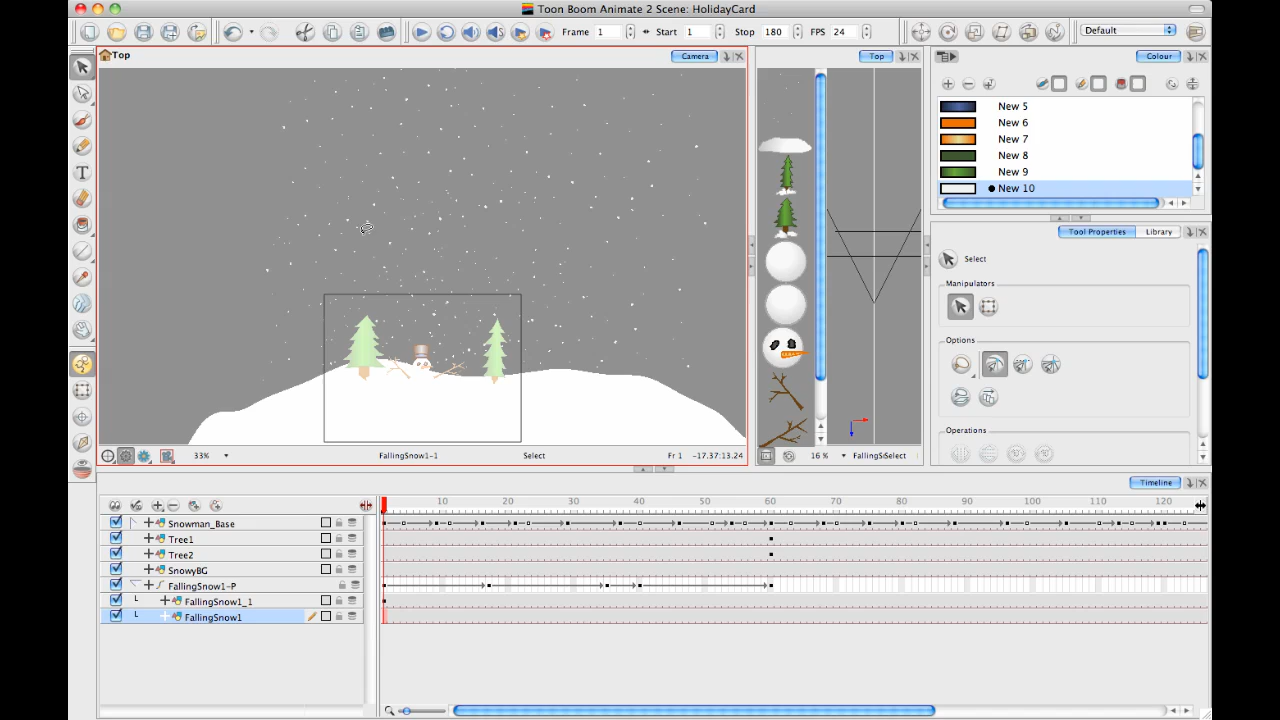 Toon Boom Animate 2 Scene: HolidayCard
Frame 1 Start 1 Stop 180 FPS 24 Default
Top Camera Top Colour
New 5
New 6
New 7
New 8
New 9
New 10
Tool Properties Library
Select
Manipulators
Options
Operations
33% FallingSnow1-1 Select Fr 1 -17.37:13.24 16 %
Timeline
10 20 30 40 50 60 70 80 90 100 110 120
Snowman_Base
Tree1
Tree2
SnowyBG
FallingSnow1-P
FallingSnow1_1
FallingSnow1